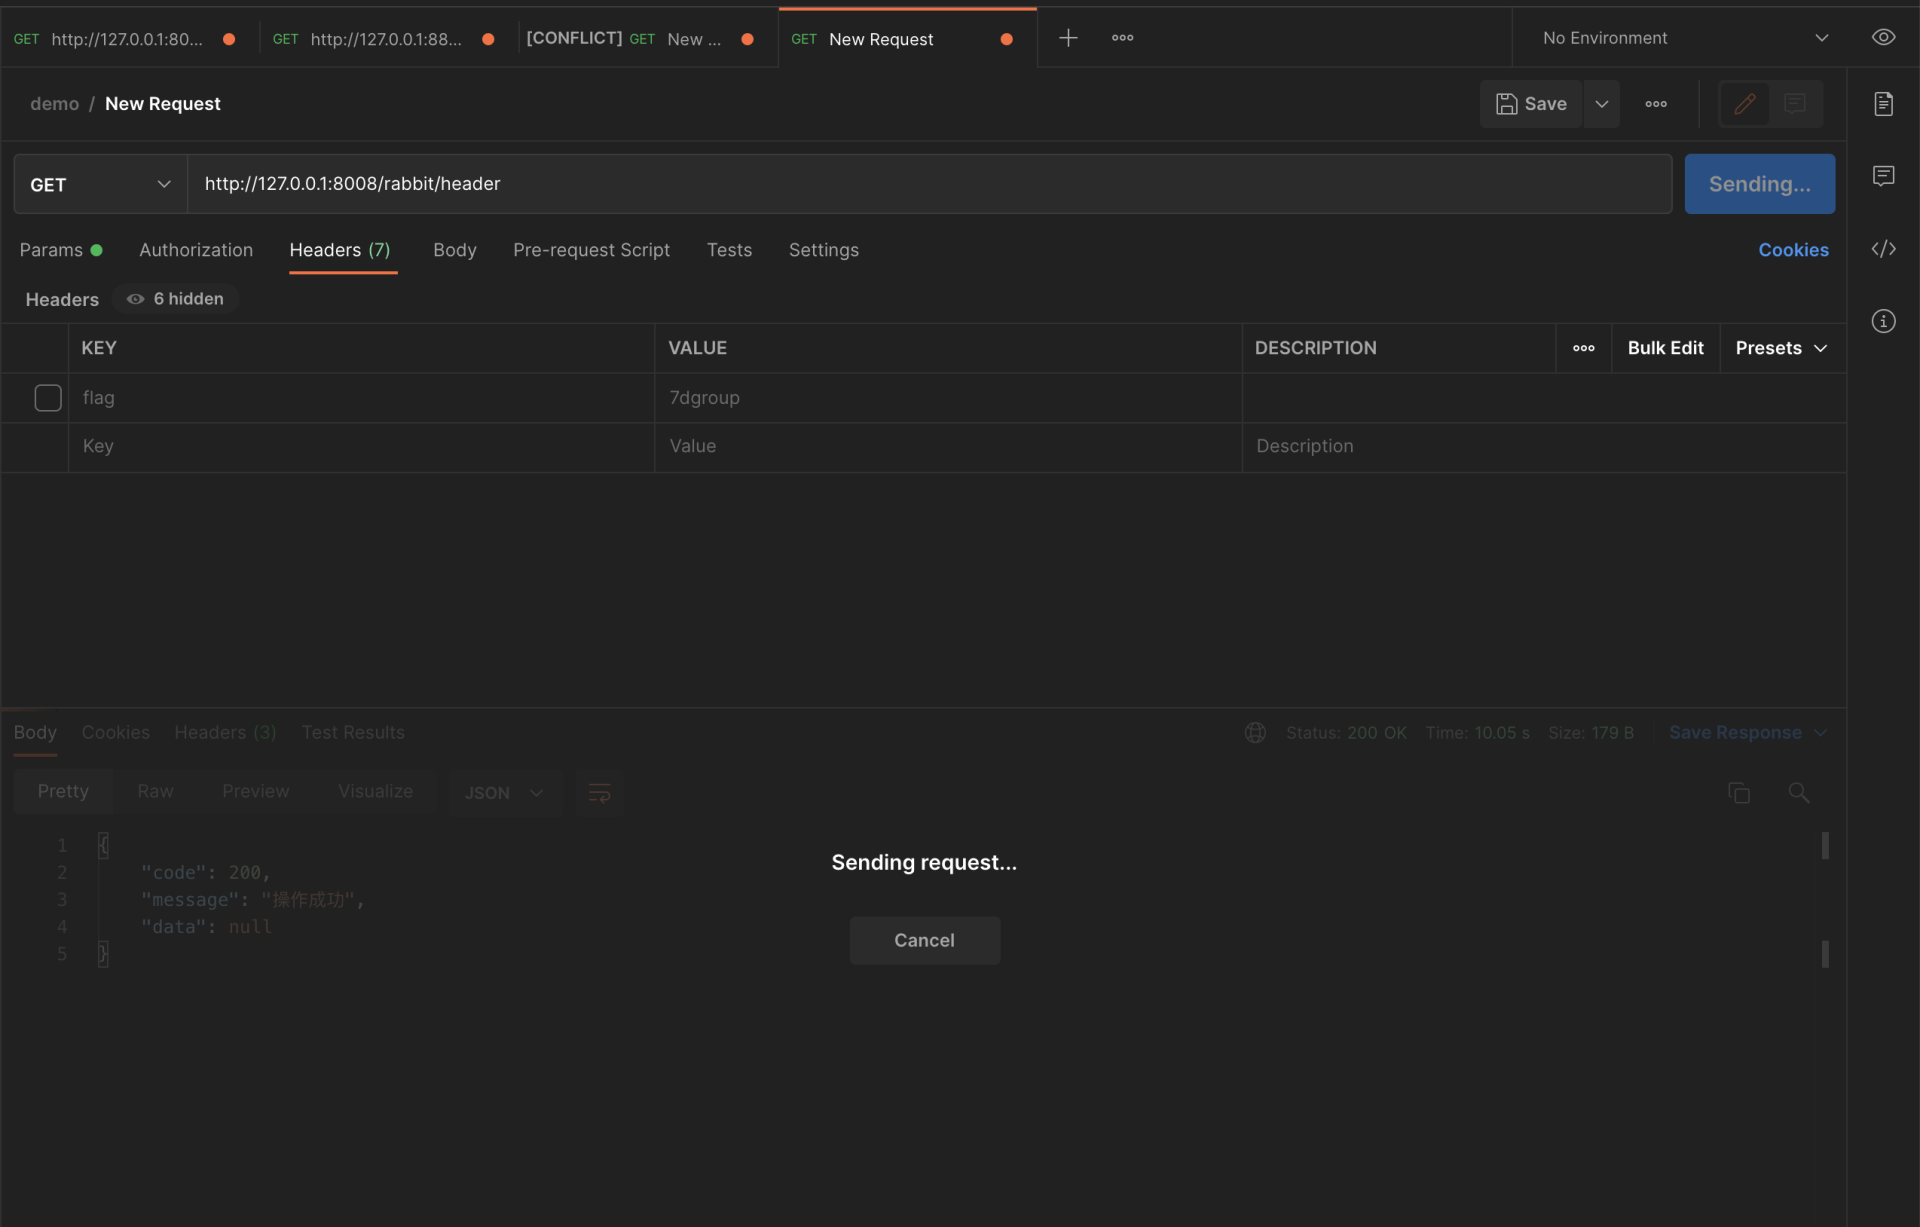 GET http://127.0.0.1:80... GET http://127.0.0.1:88... [CONFLICT] GET New ... GET New Request No Environment
demo / New Request Save
GET http://127.0.0.1:8008/rabbit/header Sending...
Params Authorization Headers (7) Body Pre-request Script Tests Settings Cookies
Headers 6 hidden
KEY VALUE DESCRIPTION Bulk Edit Presets
flag 7dgroup
Key Value Description
Body Cookies Headers (3) Test Results Status: 200 OK Time: 10.05 s Size: 179 B Save Response
Pretty Raw Preview Visualize JSON
1 {
2 "code": 200,
3 "message": "操作成功",
4 "data": null
5 }
Sending request...
Cancel